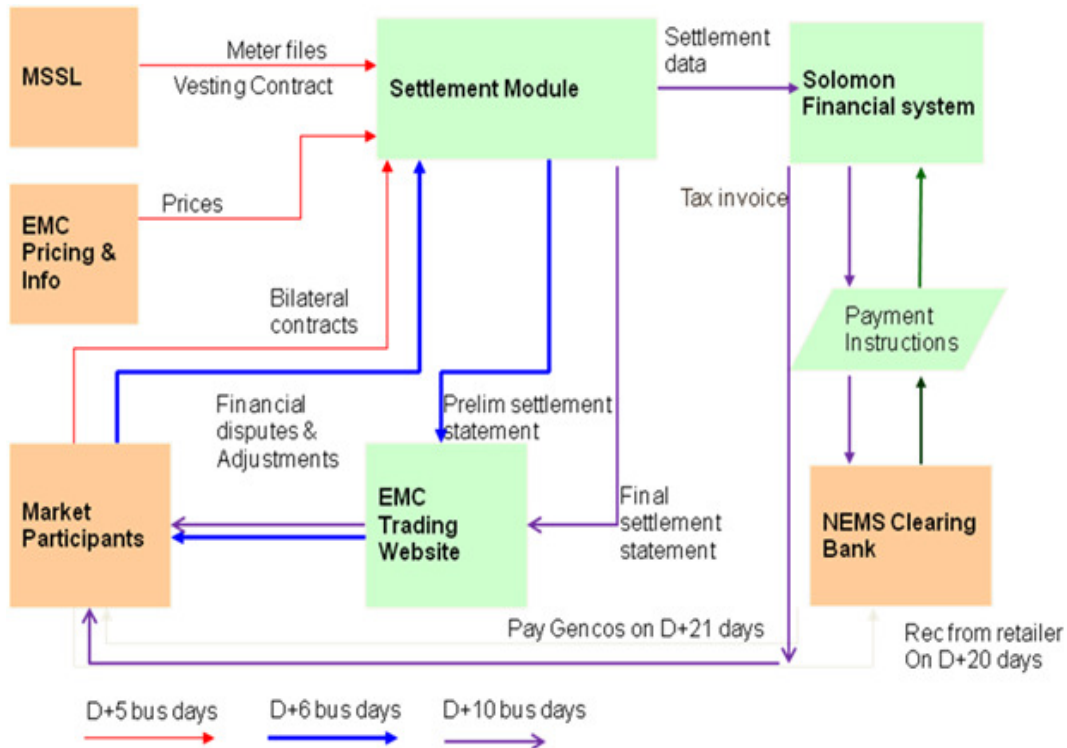 MSSL
Meter files
Vesting Contract
Settlement Module
Settlement
data
Solomon
Financial system
EMC
Pricing &
Info
Prices
Tax invoice
Bilateral
contracts
Payment
Instructions
Financial
disputes &
Adjustments
Prelim settlement
statement
Market
Participants
EMC
Trading
Website
Final
settlement
statement
NEMS Clearing
Bank
Pay Gencos on D+21 days
Rec from retailer
On D+20 days
D+5 bus days
D+6 bus days
D+10 bus days